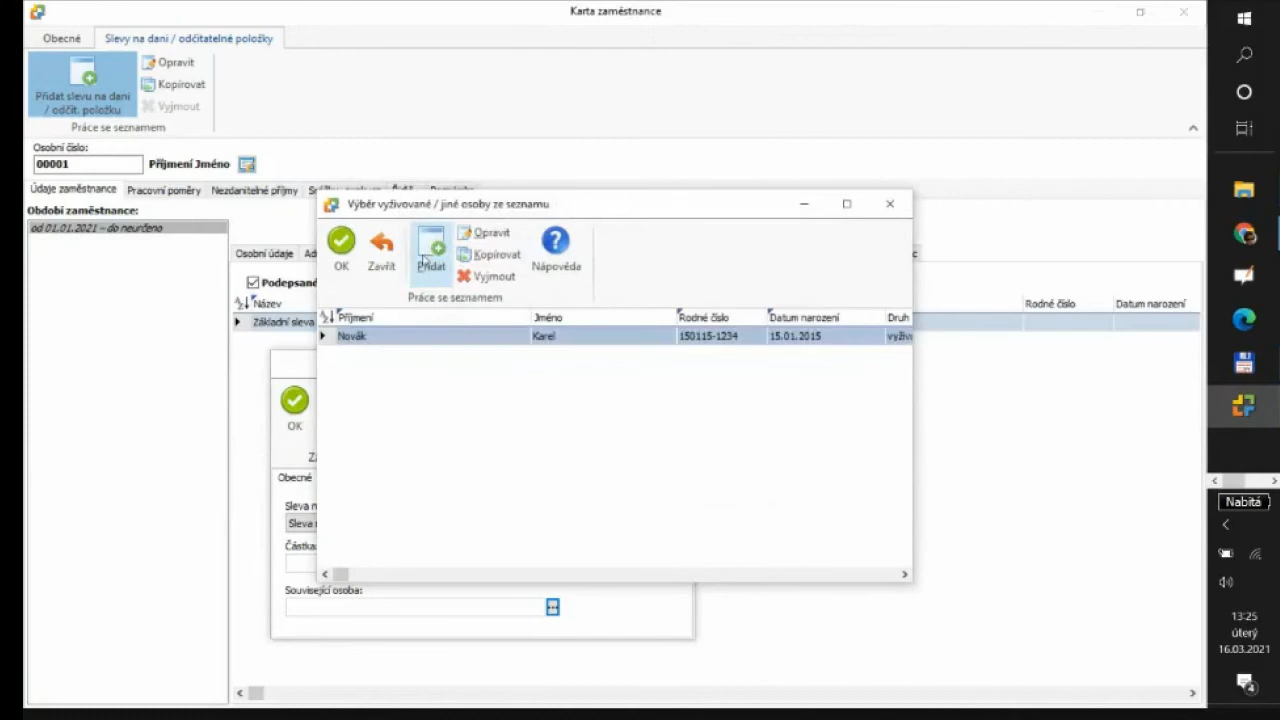 Karta zaměstnance
Obecné
Slevy na dani / odčitatelné položky
Přidat slevu na dani
/ odčit. položku
Opravit
Kopírovat
Vyjmout
Práce se seznamem
Osobní číslo:
00001
Příjmení Jméno
Údaje zaměstnance
Pracovní poměry
Nezdanitelné příjmy
Období zaměstnance:
od 01.01.2021 – do neurčeno
Osobní údaje
Podepsané
Název
Rodné číslo
Datum narození
Základní sleva
Výběr vyživované / jiné osoby ze seznamu
OK
Zavřít
Přidat
Opravit
Kopírovat
Vyjmout
Nápověda
Práce se seznamem
Příjmení
Jméno
Rodné číslo
Datum narození
Druh
Novák
Karel
150115-1234
15.01.2015
vyživ
OK
Obecné
Sleva n
Sleva n
Částka:
Související osoba:
Nabitá
13:25
úterý
16.03.2021
4